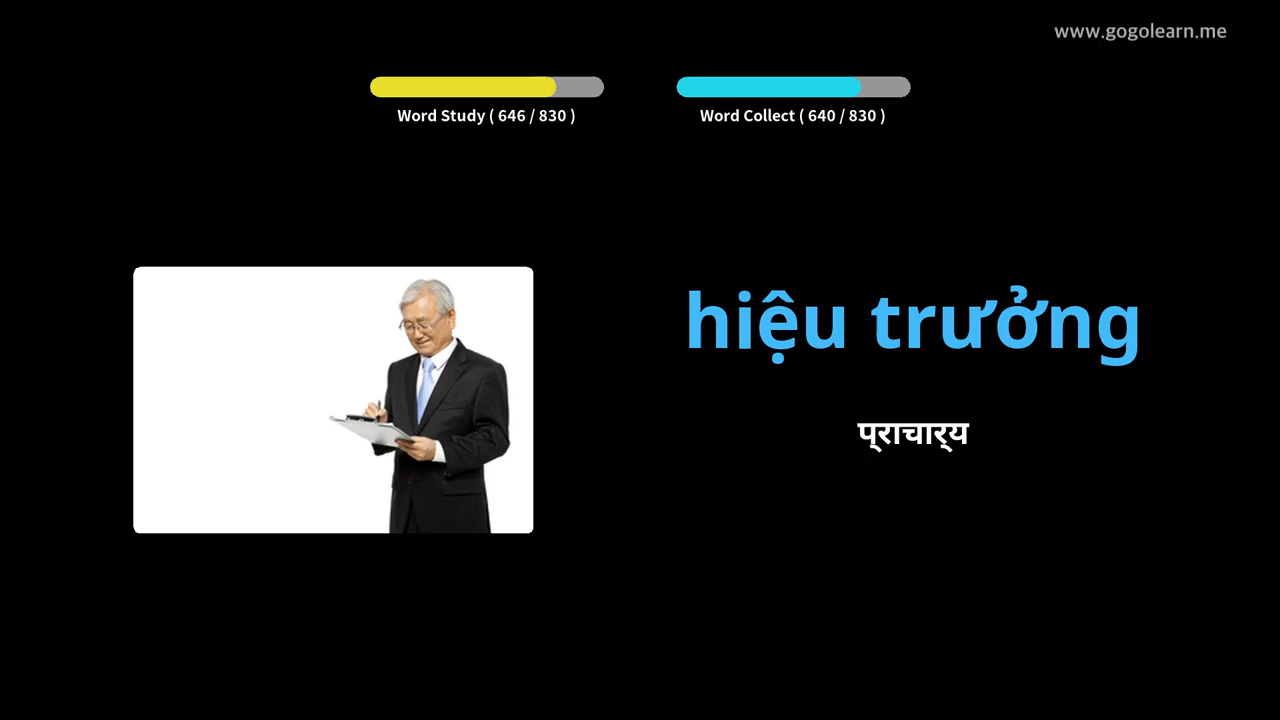 www.gogolearn.me
Word Study ( 646 / 830 )
Word Collect ( 640 / 830 )
hiệu trưởng
प्राचार्य